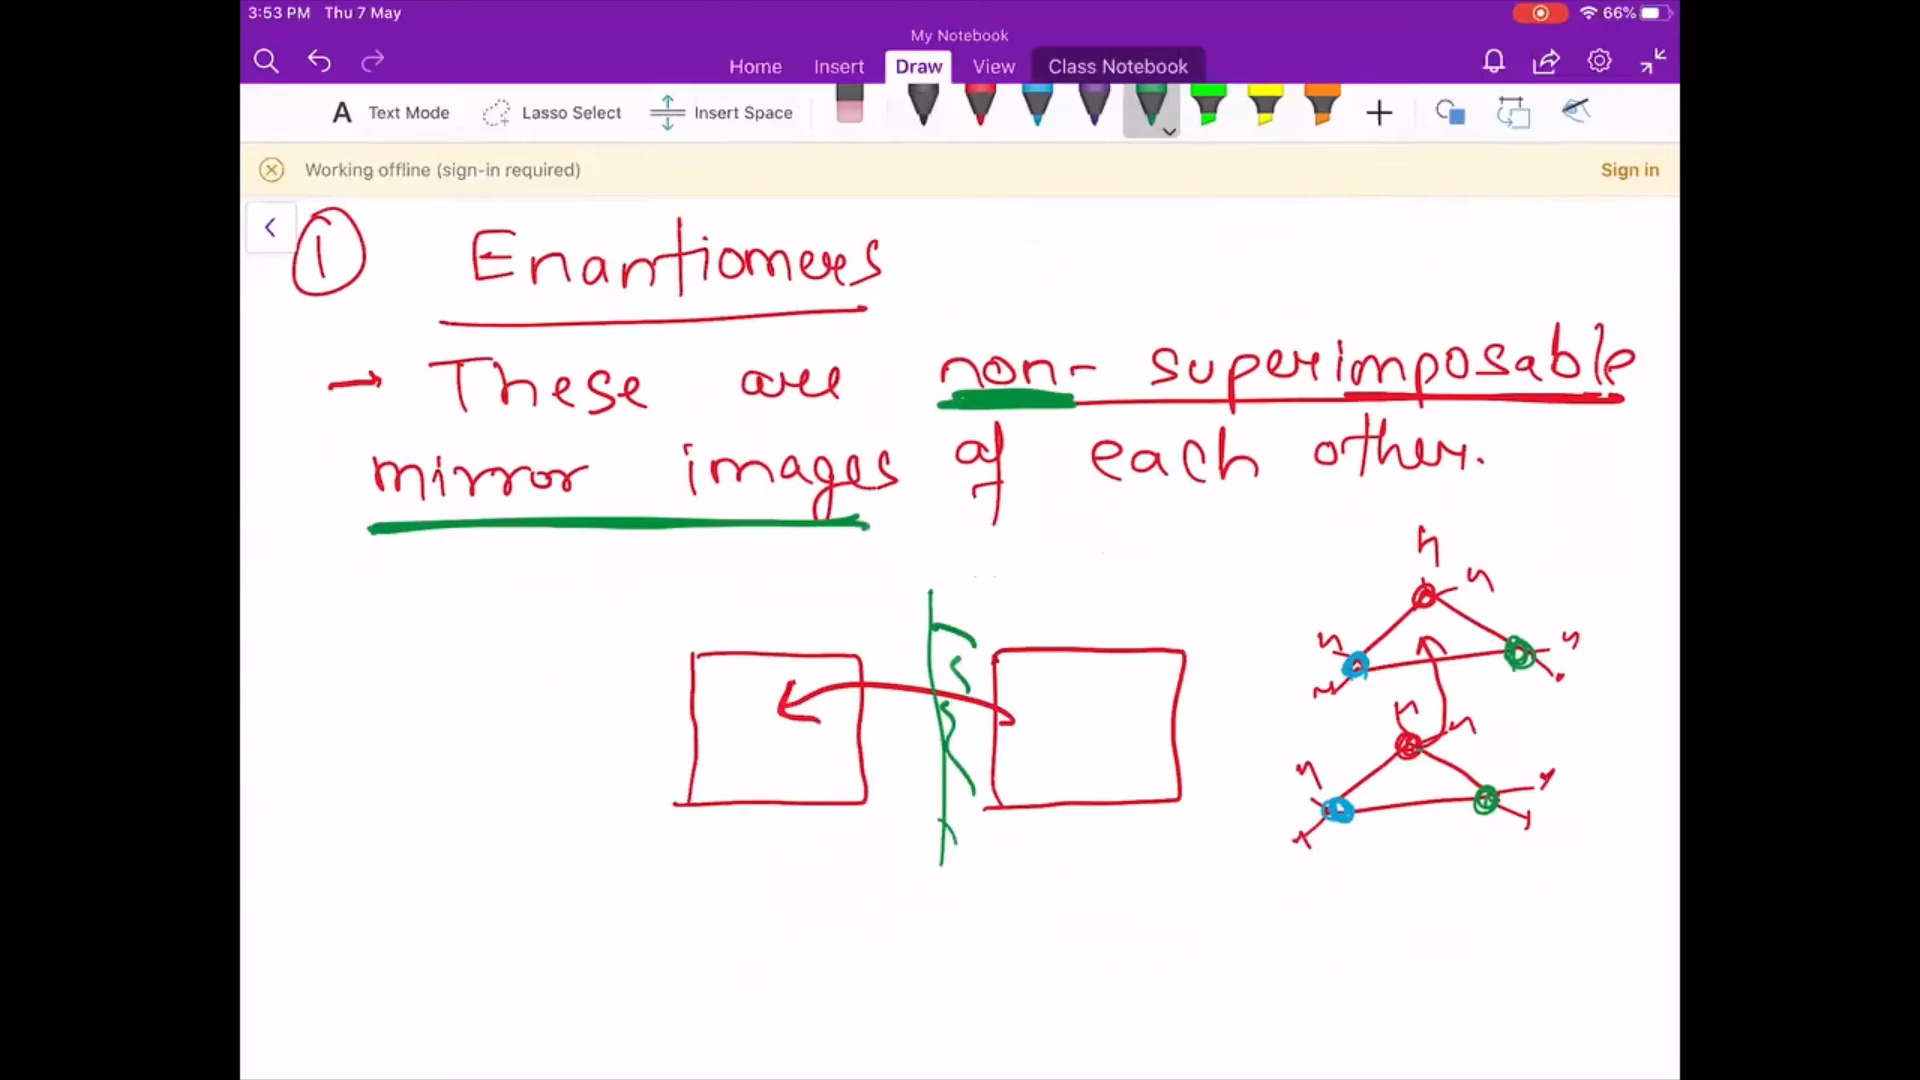 3:53 PM Thu 7 May
66%
My Notebook
Home Insert Draw View Class Notebook
A Text Mode Lasso Select Insert Space
Working offline (sign-in required) Sign in
① Enantiomers
→ These are non-superimposable
mirror images of each other.